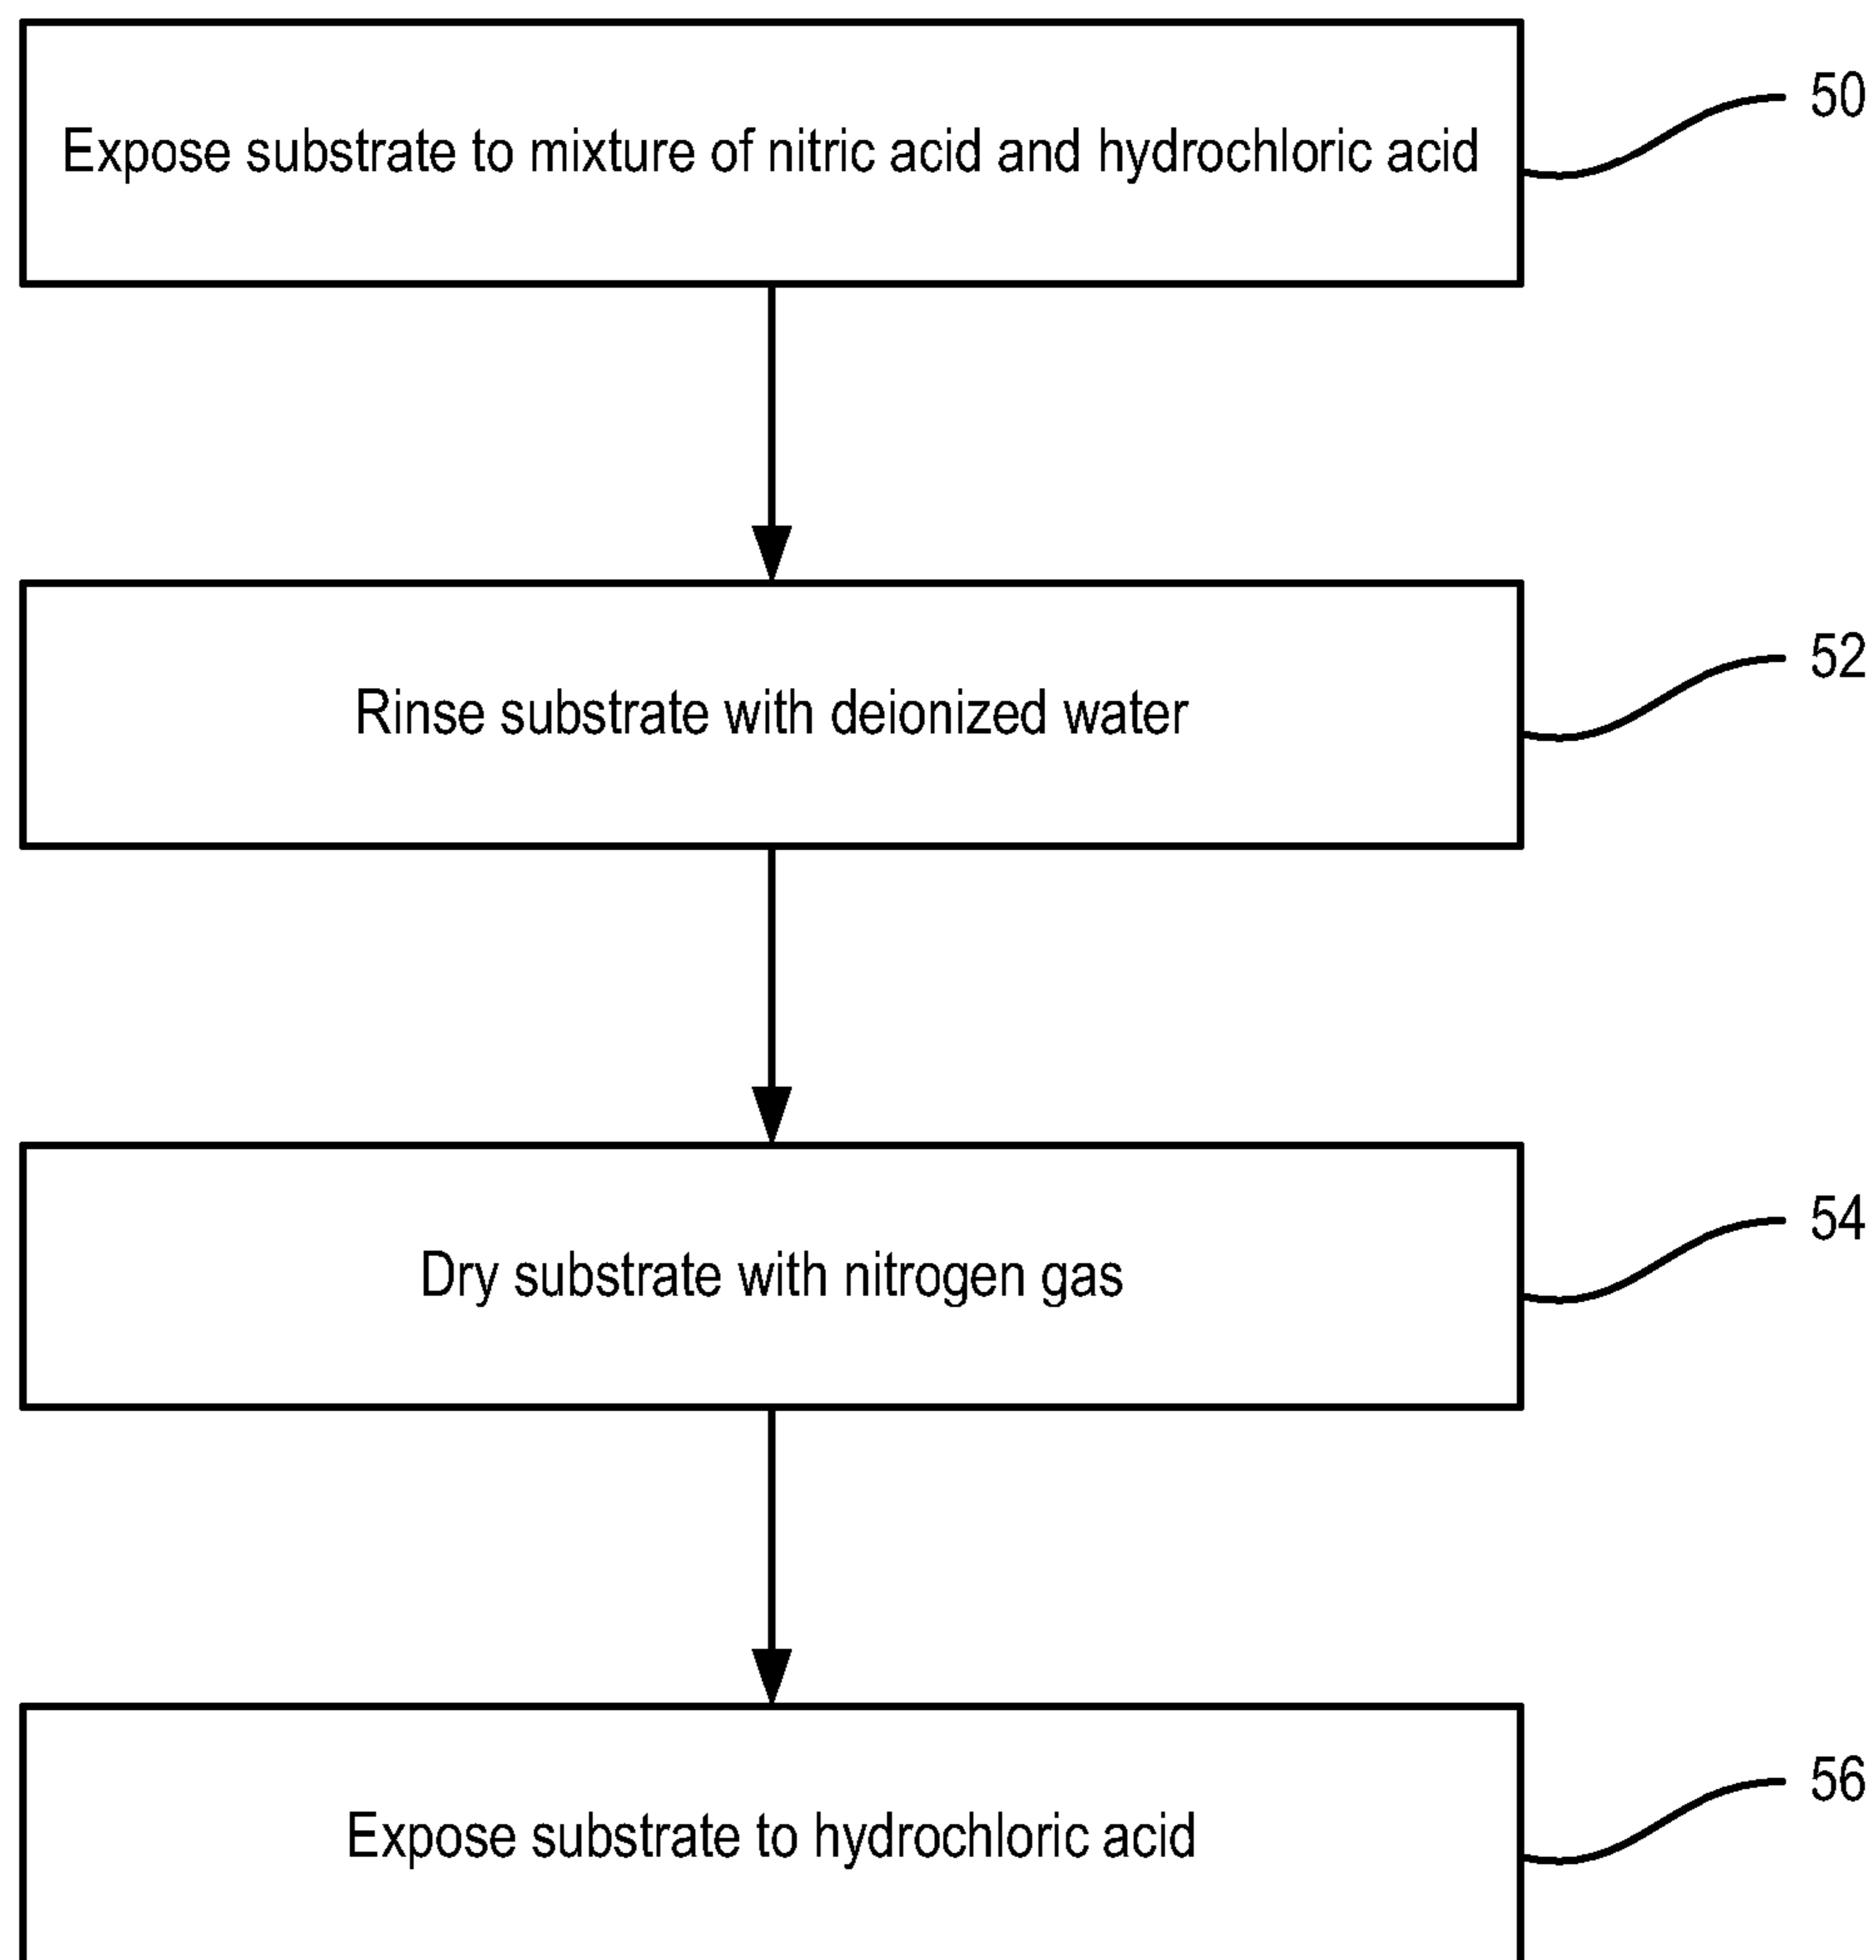 Expose substrate to mixture of nitric acid and hydrochloric acid
50
Rinse substrate with deionized water
52
Dry substrate with nitrogen gas
54
Expose substrate to hydrochloric acid
56